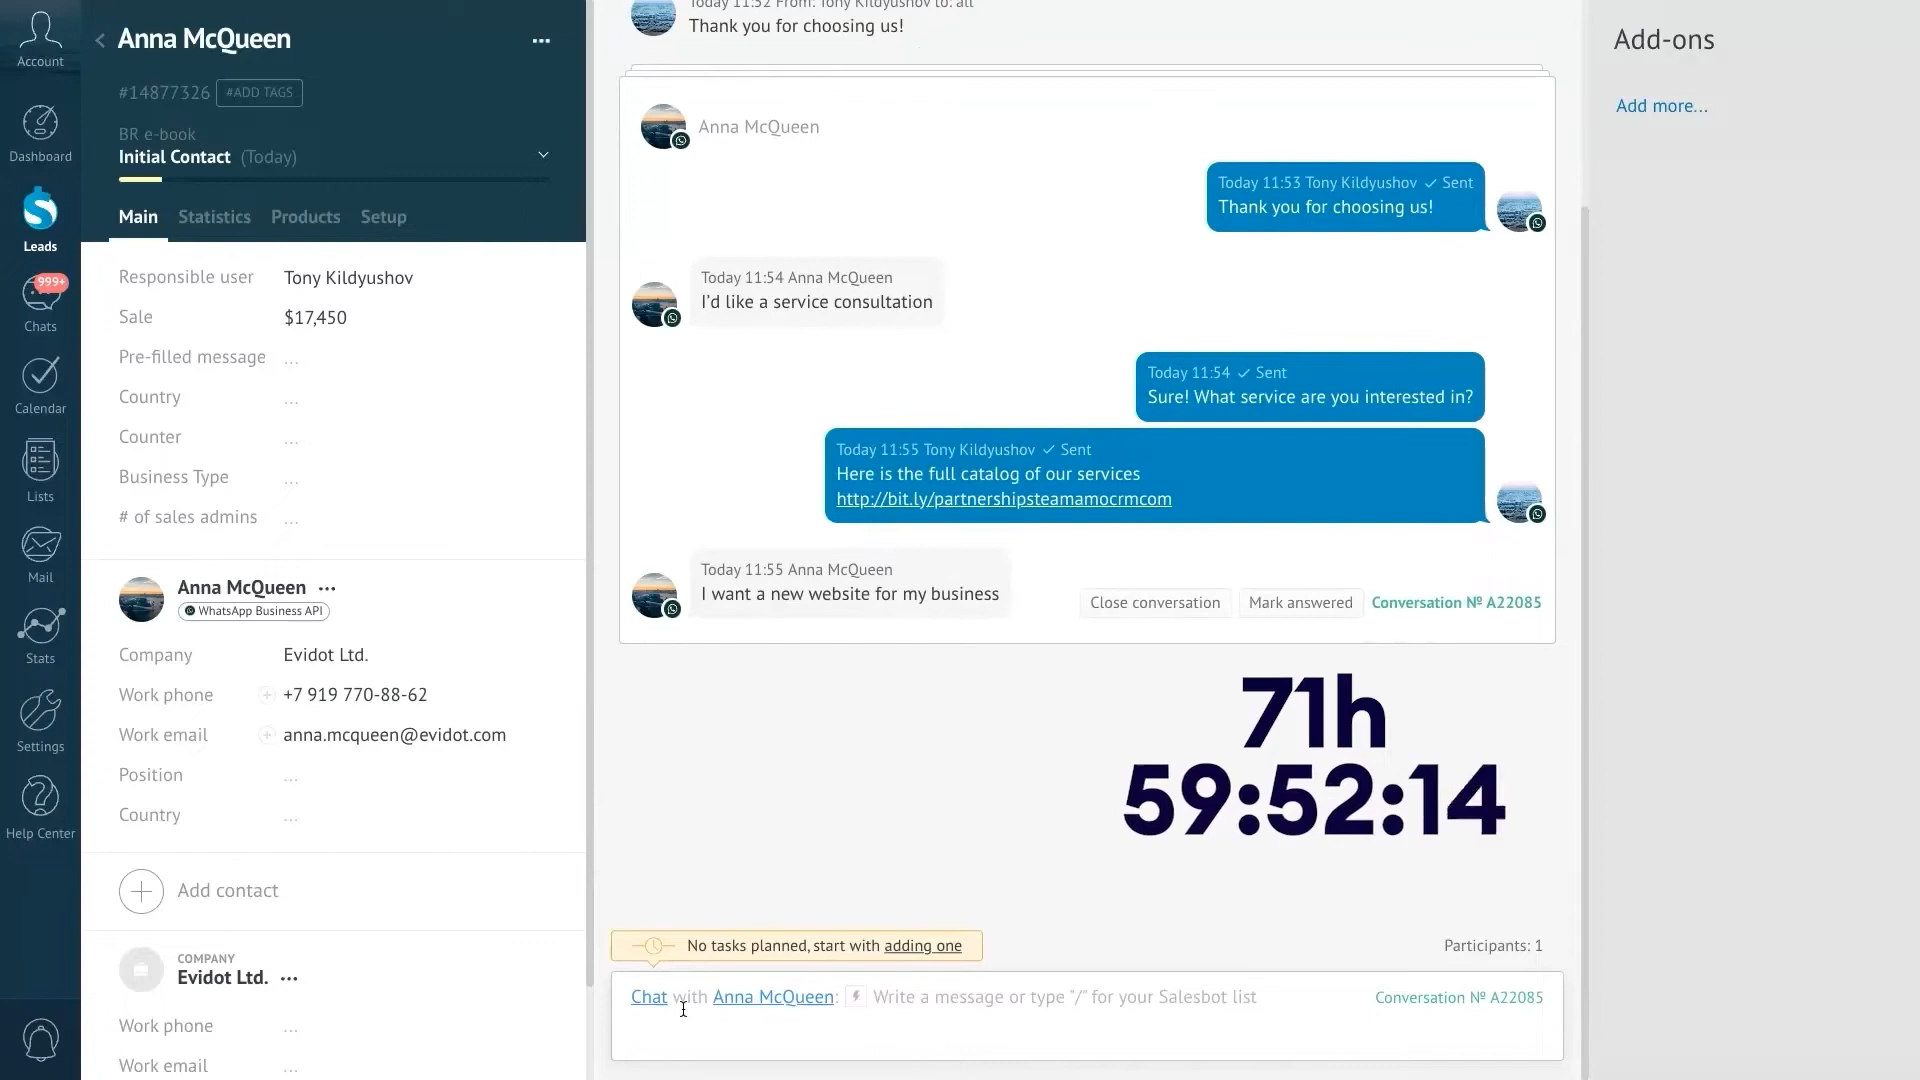 Account
Dashboard
Leads
999+
Chats
Calendar
Lists
Mail
Stats
Settings
Help Center
Anna McQueen
#14877326 #ADD TAGS
BR e-book
Initial Contact (Today)
Main Statistics Products Setup
Responsible user Tony Kildyushov
Sale $17,450
Pre-filled message ...
Country ...
Counter ...
Business Type ...
# of sales admins ...
Anna McQueen ...
WhatsApp Business API
Company Evidot Ltd.
Work phone +7 919 770-88-62
Work email anna.mcqueen@evidot.com
Position ...
Country ...
Add contact
COMPANY
Evidot Ltd. ...
Work phone ...
Work email ...
Today 11:52 From: Tony Kildyushov to: all
Thank you for choosing us!
Anna McQueen
Today 11:53 Tony Kildyushov ✓ Sent
Thank you for choosing us!
Today 11:54 Anna McQueen
I'd like a service consultation
Today 11:54 ✓ Sent
Sure! What service are you interested in?
Today 11:55 Tony Kildyushov ✓ Sent
Here is the full catalog of our services
http://bit.ly/partnershipsteamamocrmcom
Today 11:55 Anna McQueen
I want a new website for my business
Close conversation Mark answered Conversation № A22085
71h
59:52:14
No tasks planned, start with adding one
Participants: 1
Chat with Anna McQueen: Write a message or type "/" for your Salesbot list
Conversation № A22085
Add-ons
Add more...